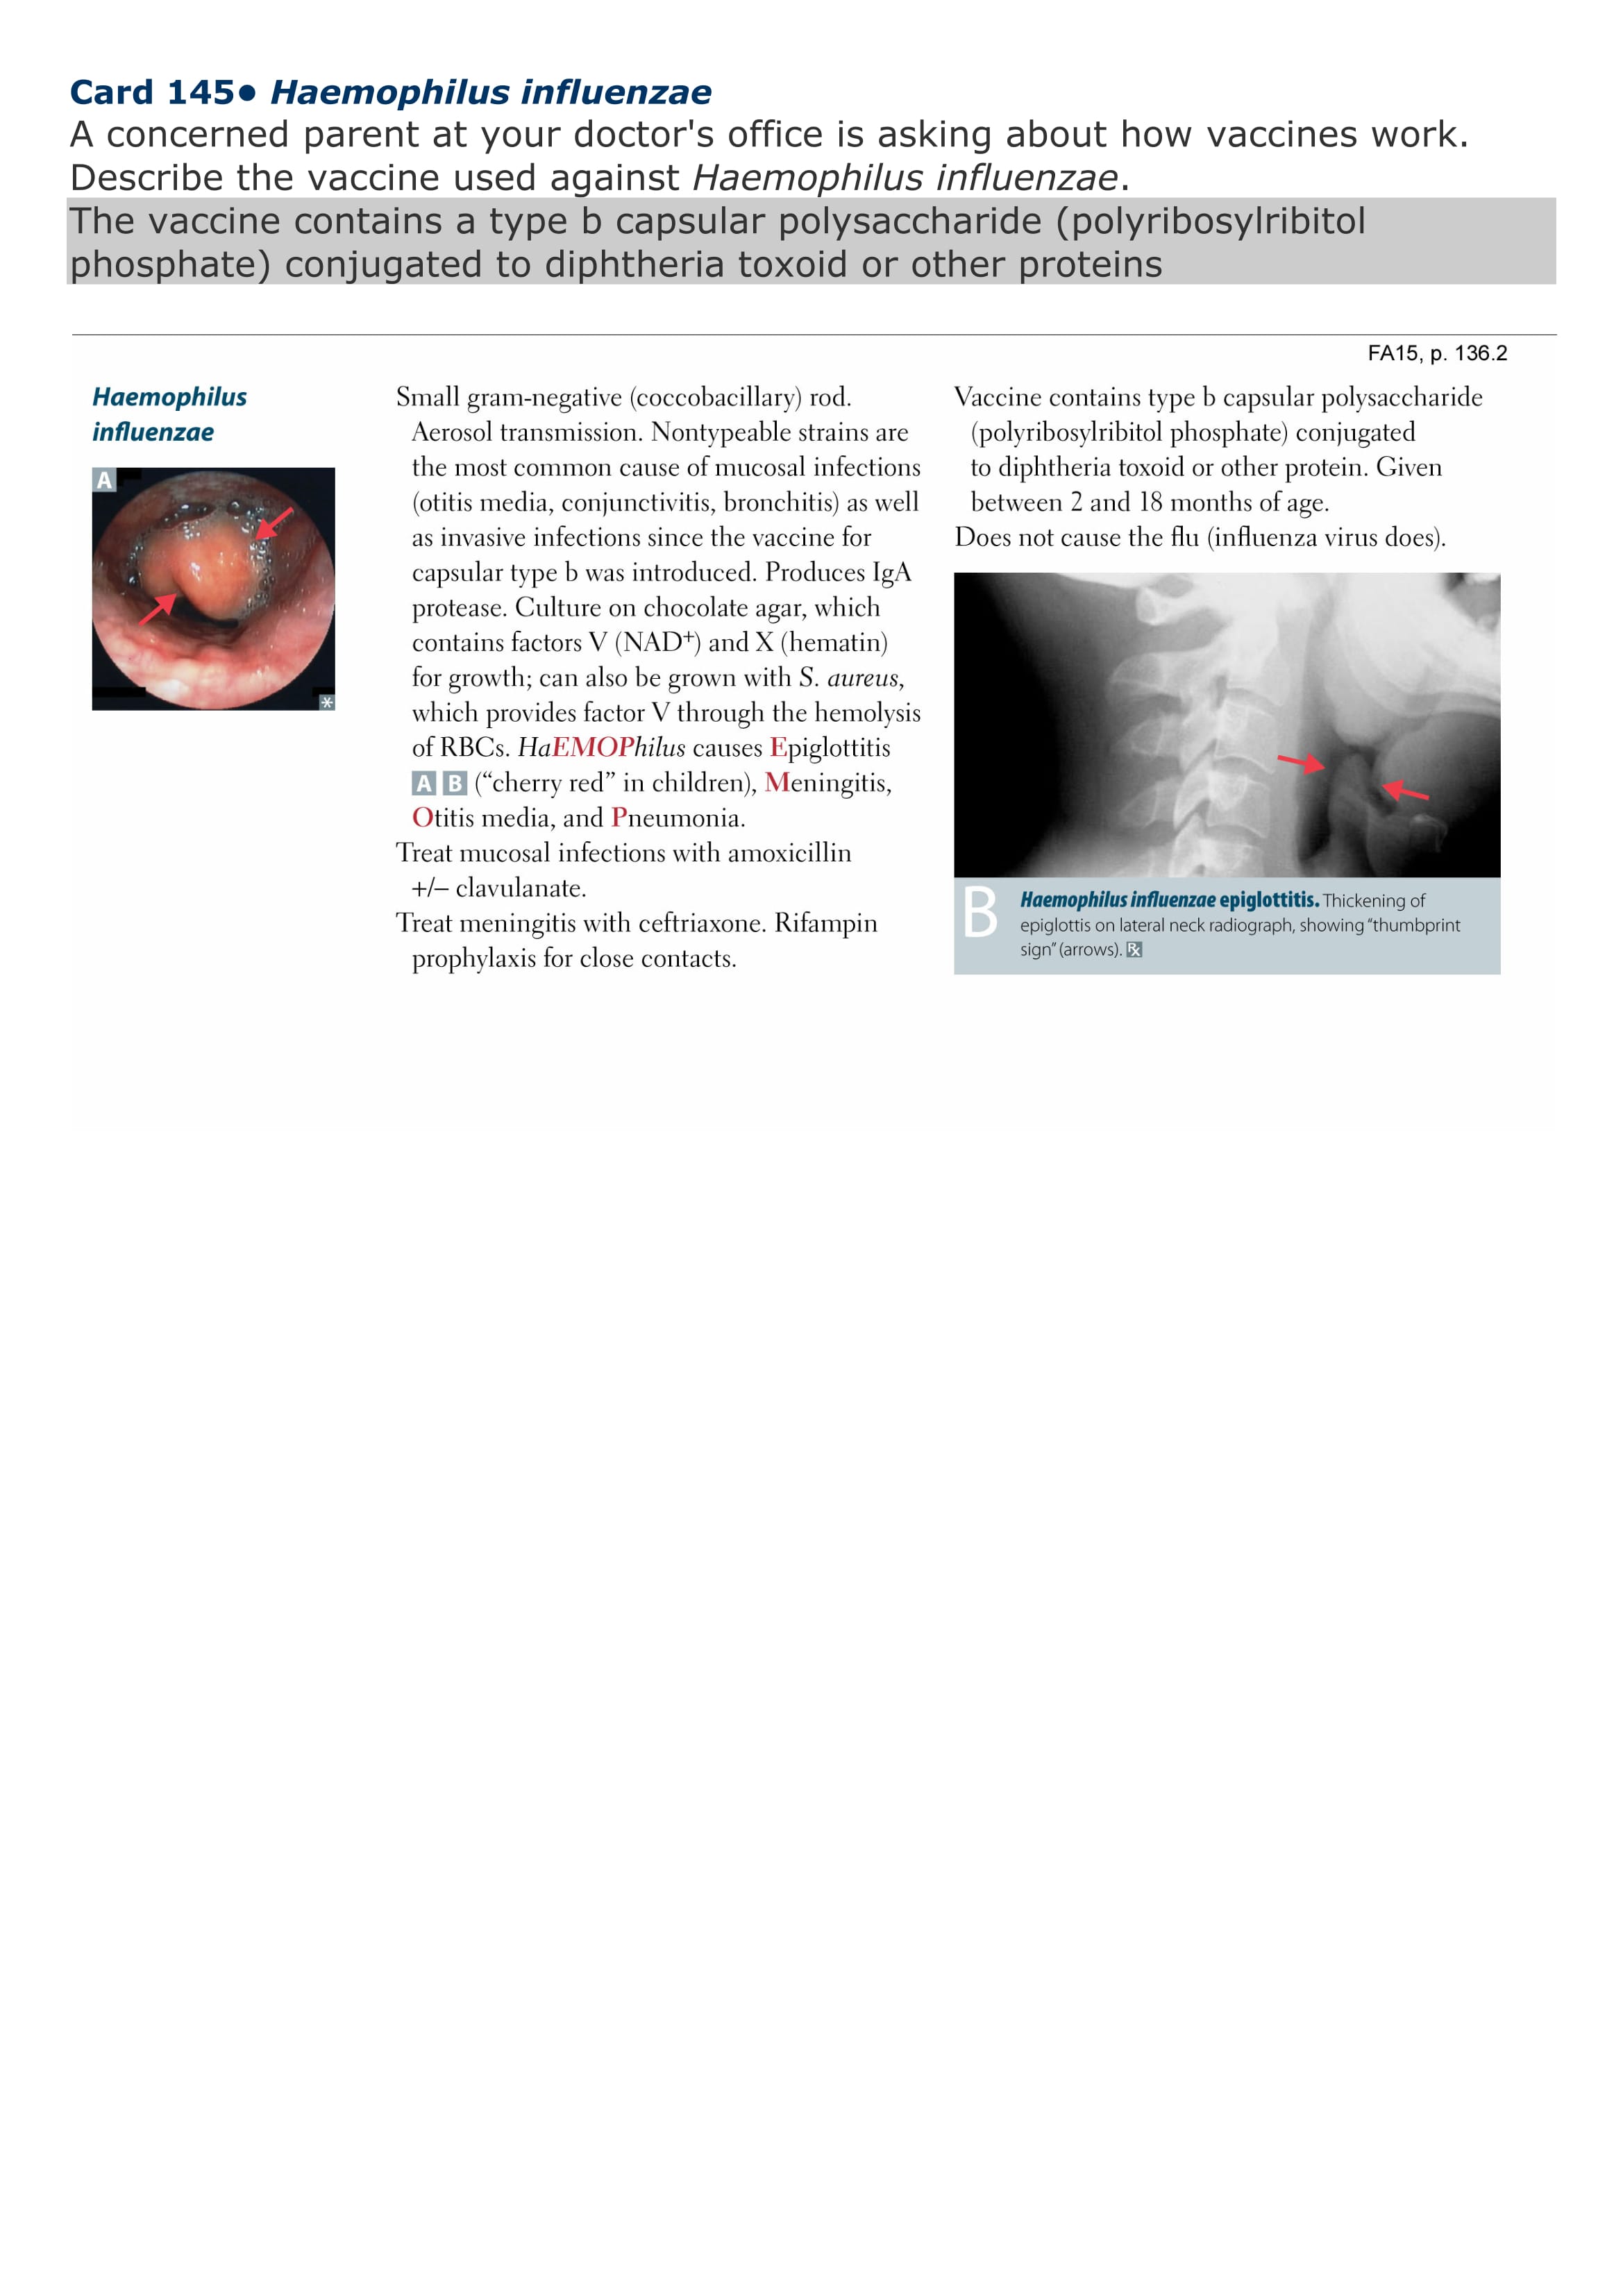 Card 145• Haemophilus influenzae
A concerned parent at your doctor's office is asking about how vaccines work.
Describe the vaccine used against Haemophilus influenzae.
The vaccine contains a type b capsular polysaccharide (polyribosylribitol
phosphate) conjugated to diphtheria toxoid or other proteins
FA15, p. 136.2
Haemophilus
influenzae
A
*
Small gram-negative (coccobacillary) rod.
Aerosol transmission. Nontypeable strains are
the most common cause of mucosal infections
(otitis media, conjunctivitis, bronchitis) as well
as invasive infections since the vaccine for
capsular type b was introduced. Produces IgA
protease. Culture on chocolate agar, which
contains factors V (NAD+) and X (hematin)
for growth; can also be grown with S. aureus,
which provides factor V through the hemolysis
of RBCs. HaEMOPhilus causes Epiglottitis
A B (“cherry red” in children), Meningitis,
Otitis media, and Pneumonia.
Treat mucosal infections with amoxicillin
+/– clavulanate.
Treat meningitis with ceftriaxone. Rifampin
prophylaxis for close contacts.
Vaccine contains type b capsular polysaccharide
(polyribosylribitol phosphate) conjugated
to diphtheria toxoid or other protein. Given
between 2 and 18 months of age.
Does not cause the flu (influenza virus does).
B
Haemophilus influenzae epiglottitis. Thickening of
epiglottis on lateral neck radiograph, showing “thumbprint
sign” (arrows). Rx